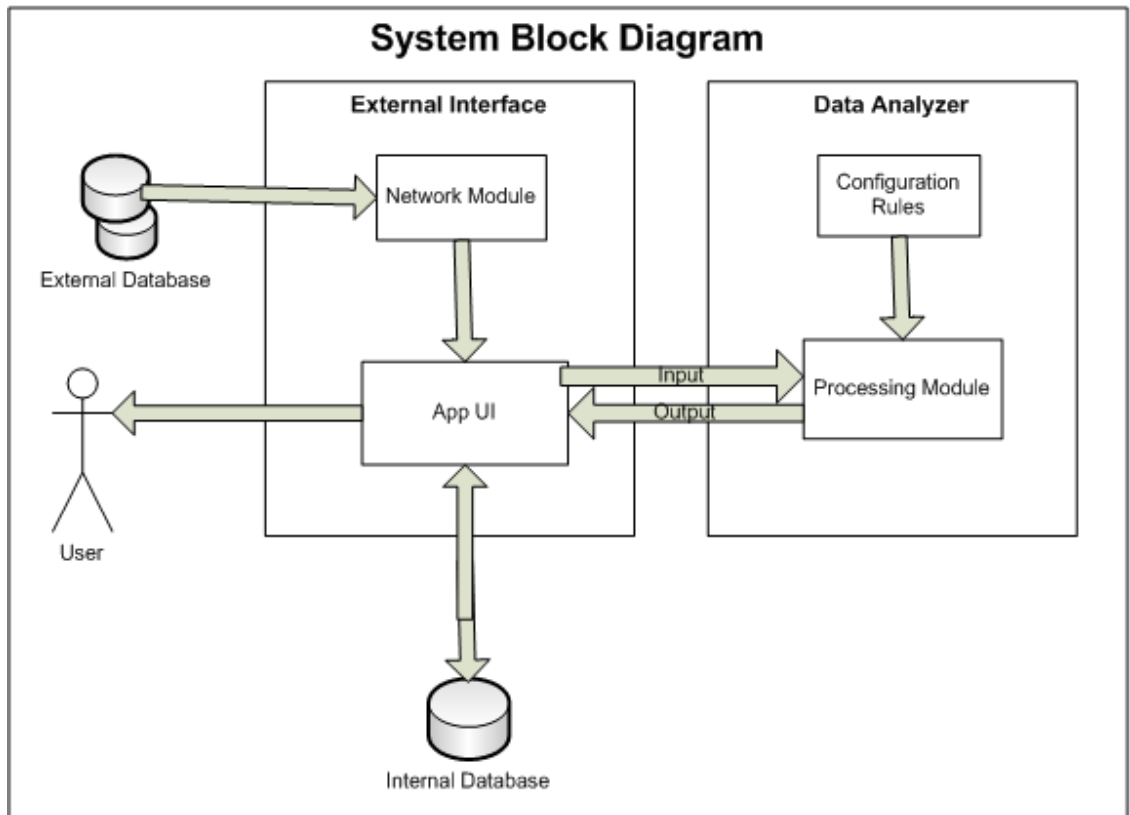 System Block Diagram
External Interface
Data Analyzer
Network Module
Configuration
Rules
External Database
Input
Processing Module
App UI
Output
User
Internal Database